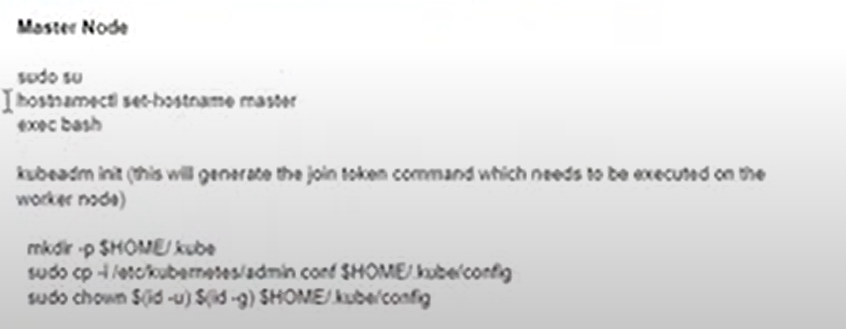 Master Node
sudo su
hostnamectl set-hostname master
exec bash
kubeadm init (this will generate the join token command which needs to be executed on the
worker node)
mkdir -p $HOME/.kube
sudo cp -i /etc/kubernetes/admin.conf $HOME/.kube/config
sudo chown $(id -u) $(id -g) $HOME/.kube/config